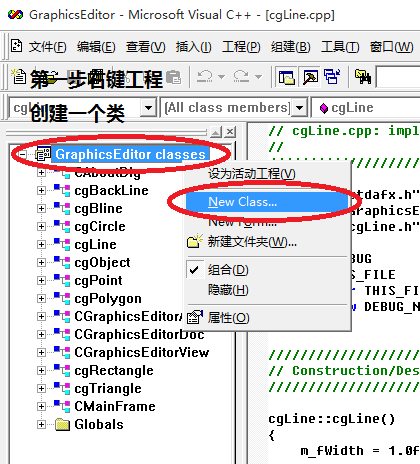 GraphicsEditor - Microsoft Visual C++ - [cgLine.cpp]
文件(F) 编辑(E) 查看(V) 插入(I) 工程(P) 组建(B) 工具(T) 窗口(W)
第一步右键工程
cgLine (All class members) cgLine
创建一个类
GraphicsEditor classes
CAboutDlg
cgBackLine
cgBline
cgCircle
cgLine
cgObject
cgPoint
cgPolygon
CGraphicsEditorA
CGraphicsEditorDoc
CGraphicsEditorView
cgRectangle
cgTriangle
CMainFrame
Globals
设为活动工程(V)
New Class...
New Form...
新建文件夹(W)...
组合(D)
隐藏(H)
属性(O)
// cgLine.cpp: impl
//
////////////////
tdafx.h"
raphicsE
gLine.h"
BUG
S_FILE
r THIS_FI
w DEBUG_N
////////////////
// Construction/Des
////////////////
cgLine::cgLine()
{
m_fWidth = 1.0f